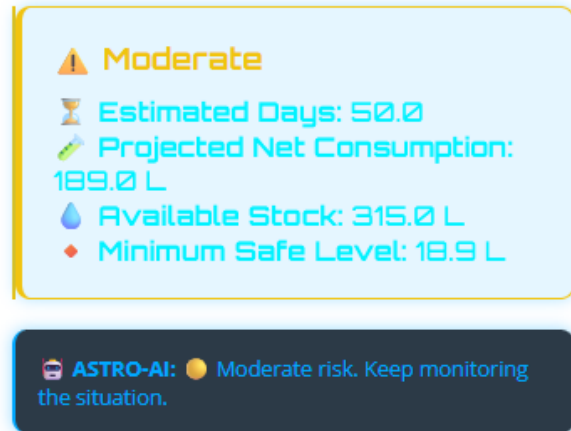 ⚠️ Moderate
⏳ Estimated Days: 50.0
🧪 Projected Net Consumption:
189.0 L
💧 Available Stock: 315.0 L
🔸 Minimum Safe Level: 18.9 L
🤖 ASTRO-AI: 🟡 Moderate risk. Keep monitoring
the situation.